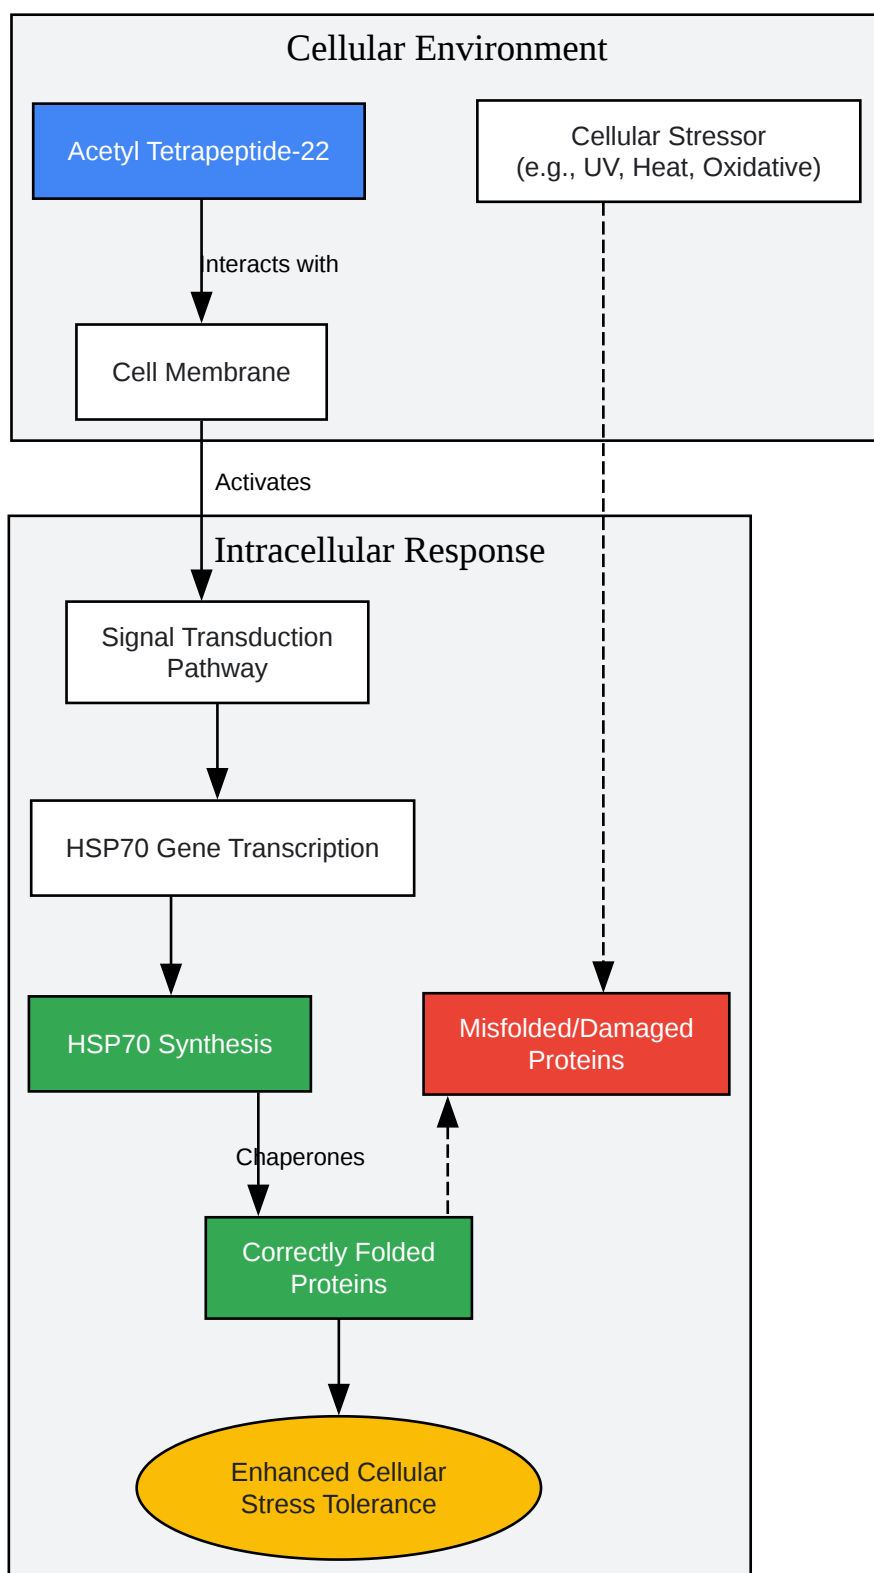 Cellular Environment
Acetyl Tetrapeptide-22
Cellular Stressor
(e.g., UV, Heat, Oxidative)
Interacts with
Cell Membrane
Activates
Intracellular Response
Signal Transduction
Pathway
HSP70 Gene Transcription
HSP70 Synthesis
Misfolded/Damaged
Proteins
Chaperones
Correctly Folded
Proteins
Enhanced Cellular
Stress Tolerance